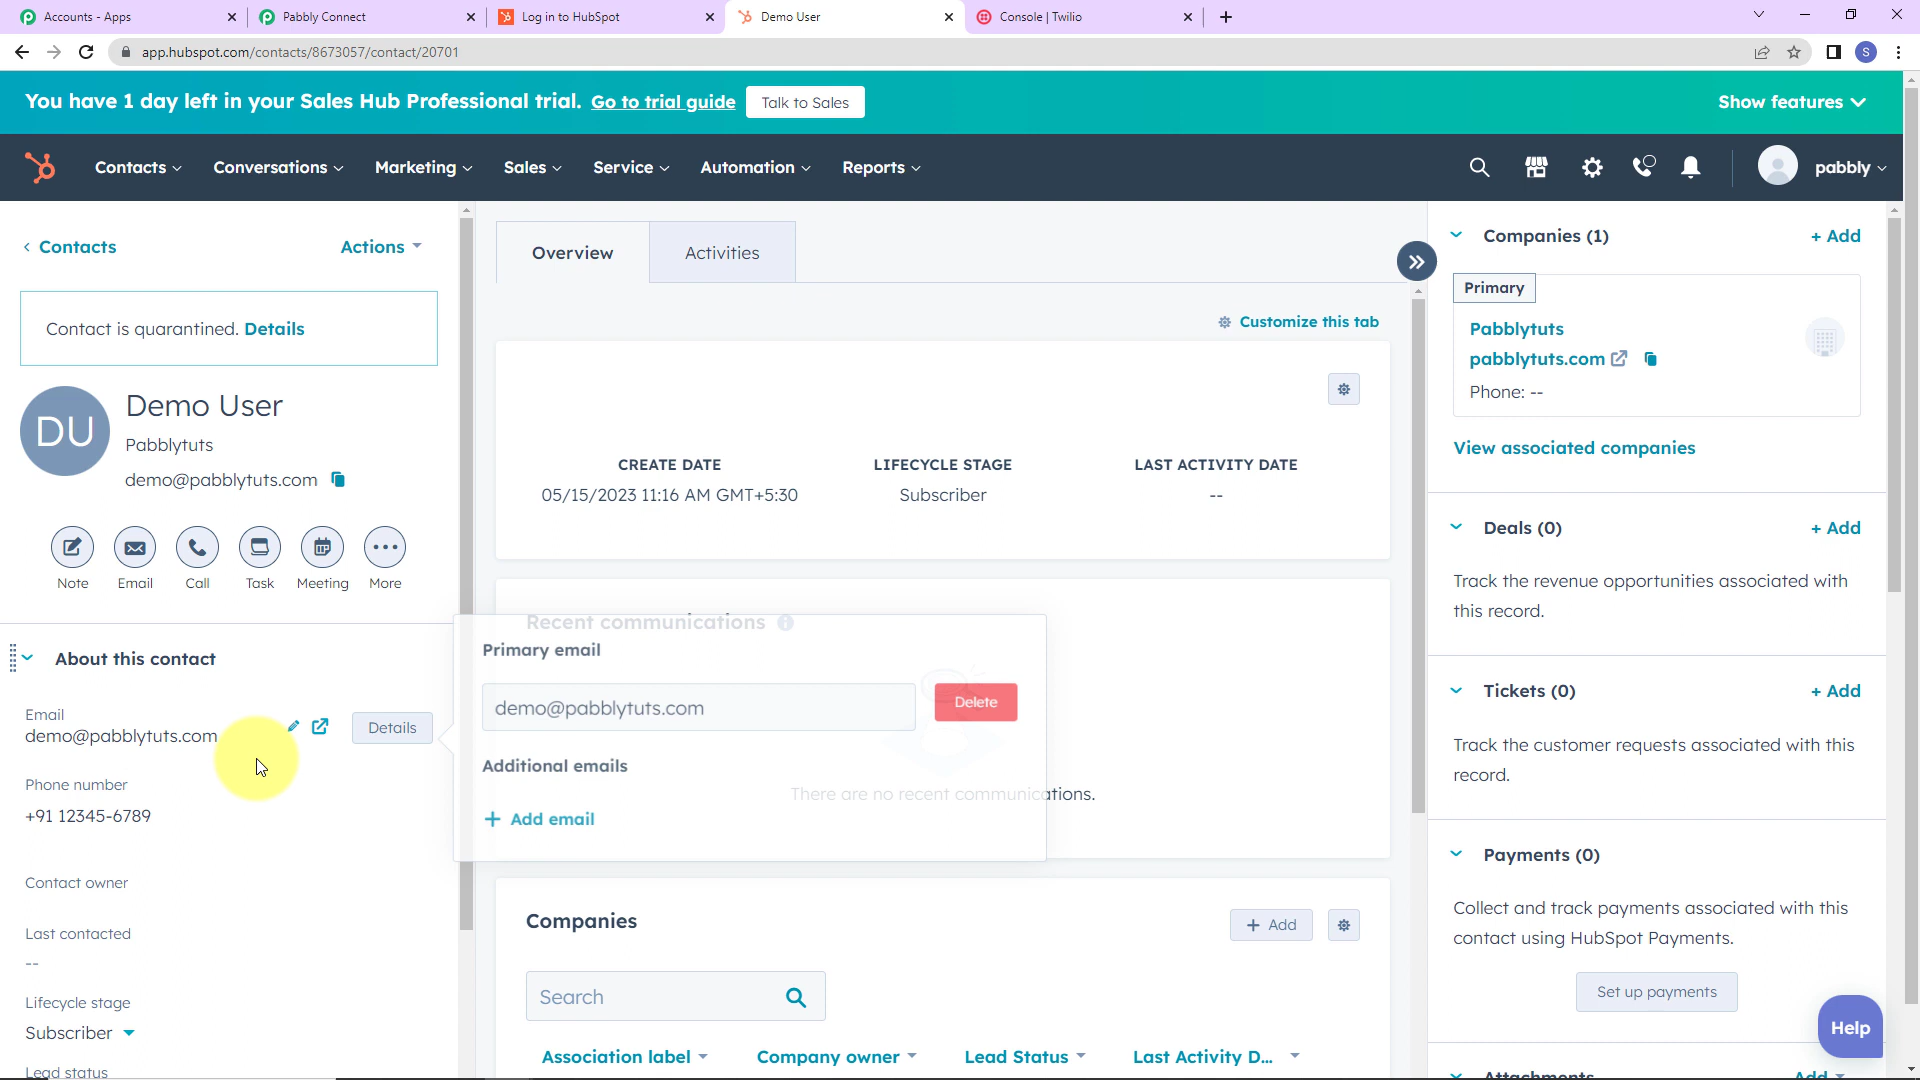 Accounts - Apps
Pabbly Connect
Log in to HubSpot
Demo User
Console | Twilio
app.hubspot.com/contacts/8673057/contact/20701
S
You have 1 day left in your Sales Hub Professional trial. Go to trial guide
Talk to Sales
Show features
Contacts
Conversations
Marketing
Sales
Service
Automation
Reports
pabbly
Contacts
Actions
Contact is quarantined. Details
DU
Demo User
Pabblytuts
demo@pabblytuts.com
Note
Email
Call
Task
Meeting
More
About this contact
Email
demo@pabblytuts.com
Details
Phone number
+91 12345-6789
Contact owner
Last contacted
--
Lifecycle stage
Subscriber
Lead status
Overview
Activities
Customize this tab
CREATE DATE
05/15/2023 11:16 AM GMT+5:30
LIFECYCLE STAGE
Subscriber
LAST ACTIVITY DATE
--
Recent communications
Primary email
demo@pabblytuts.com
Delete
Additional emails
There are no recent communications.
+ Add email
Companies
+ Add
Search
Association label
Company owner
Lead Status
Last Activity D...
Companies (1)
+ Add
Primary
Pabblytuts
pabblytuts.com
Phone: --
View associated companies
Deals (0)
+ Add
Track the revenue opportunities associated with
this record.
Tickets (0)
+ Add
Track the customer requests associated with this
record.
Payments (0)
Collect and track payments associated with this
contact using HubSpot Payments.
Set up payments
Help
Attachments
Add